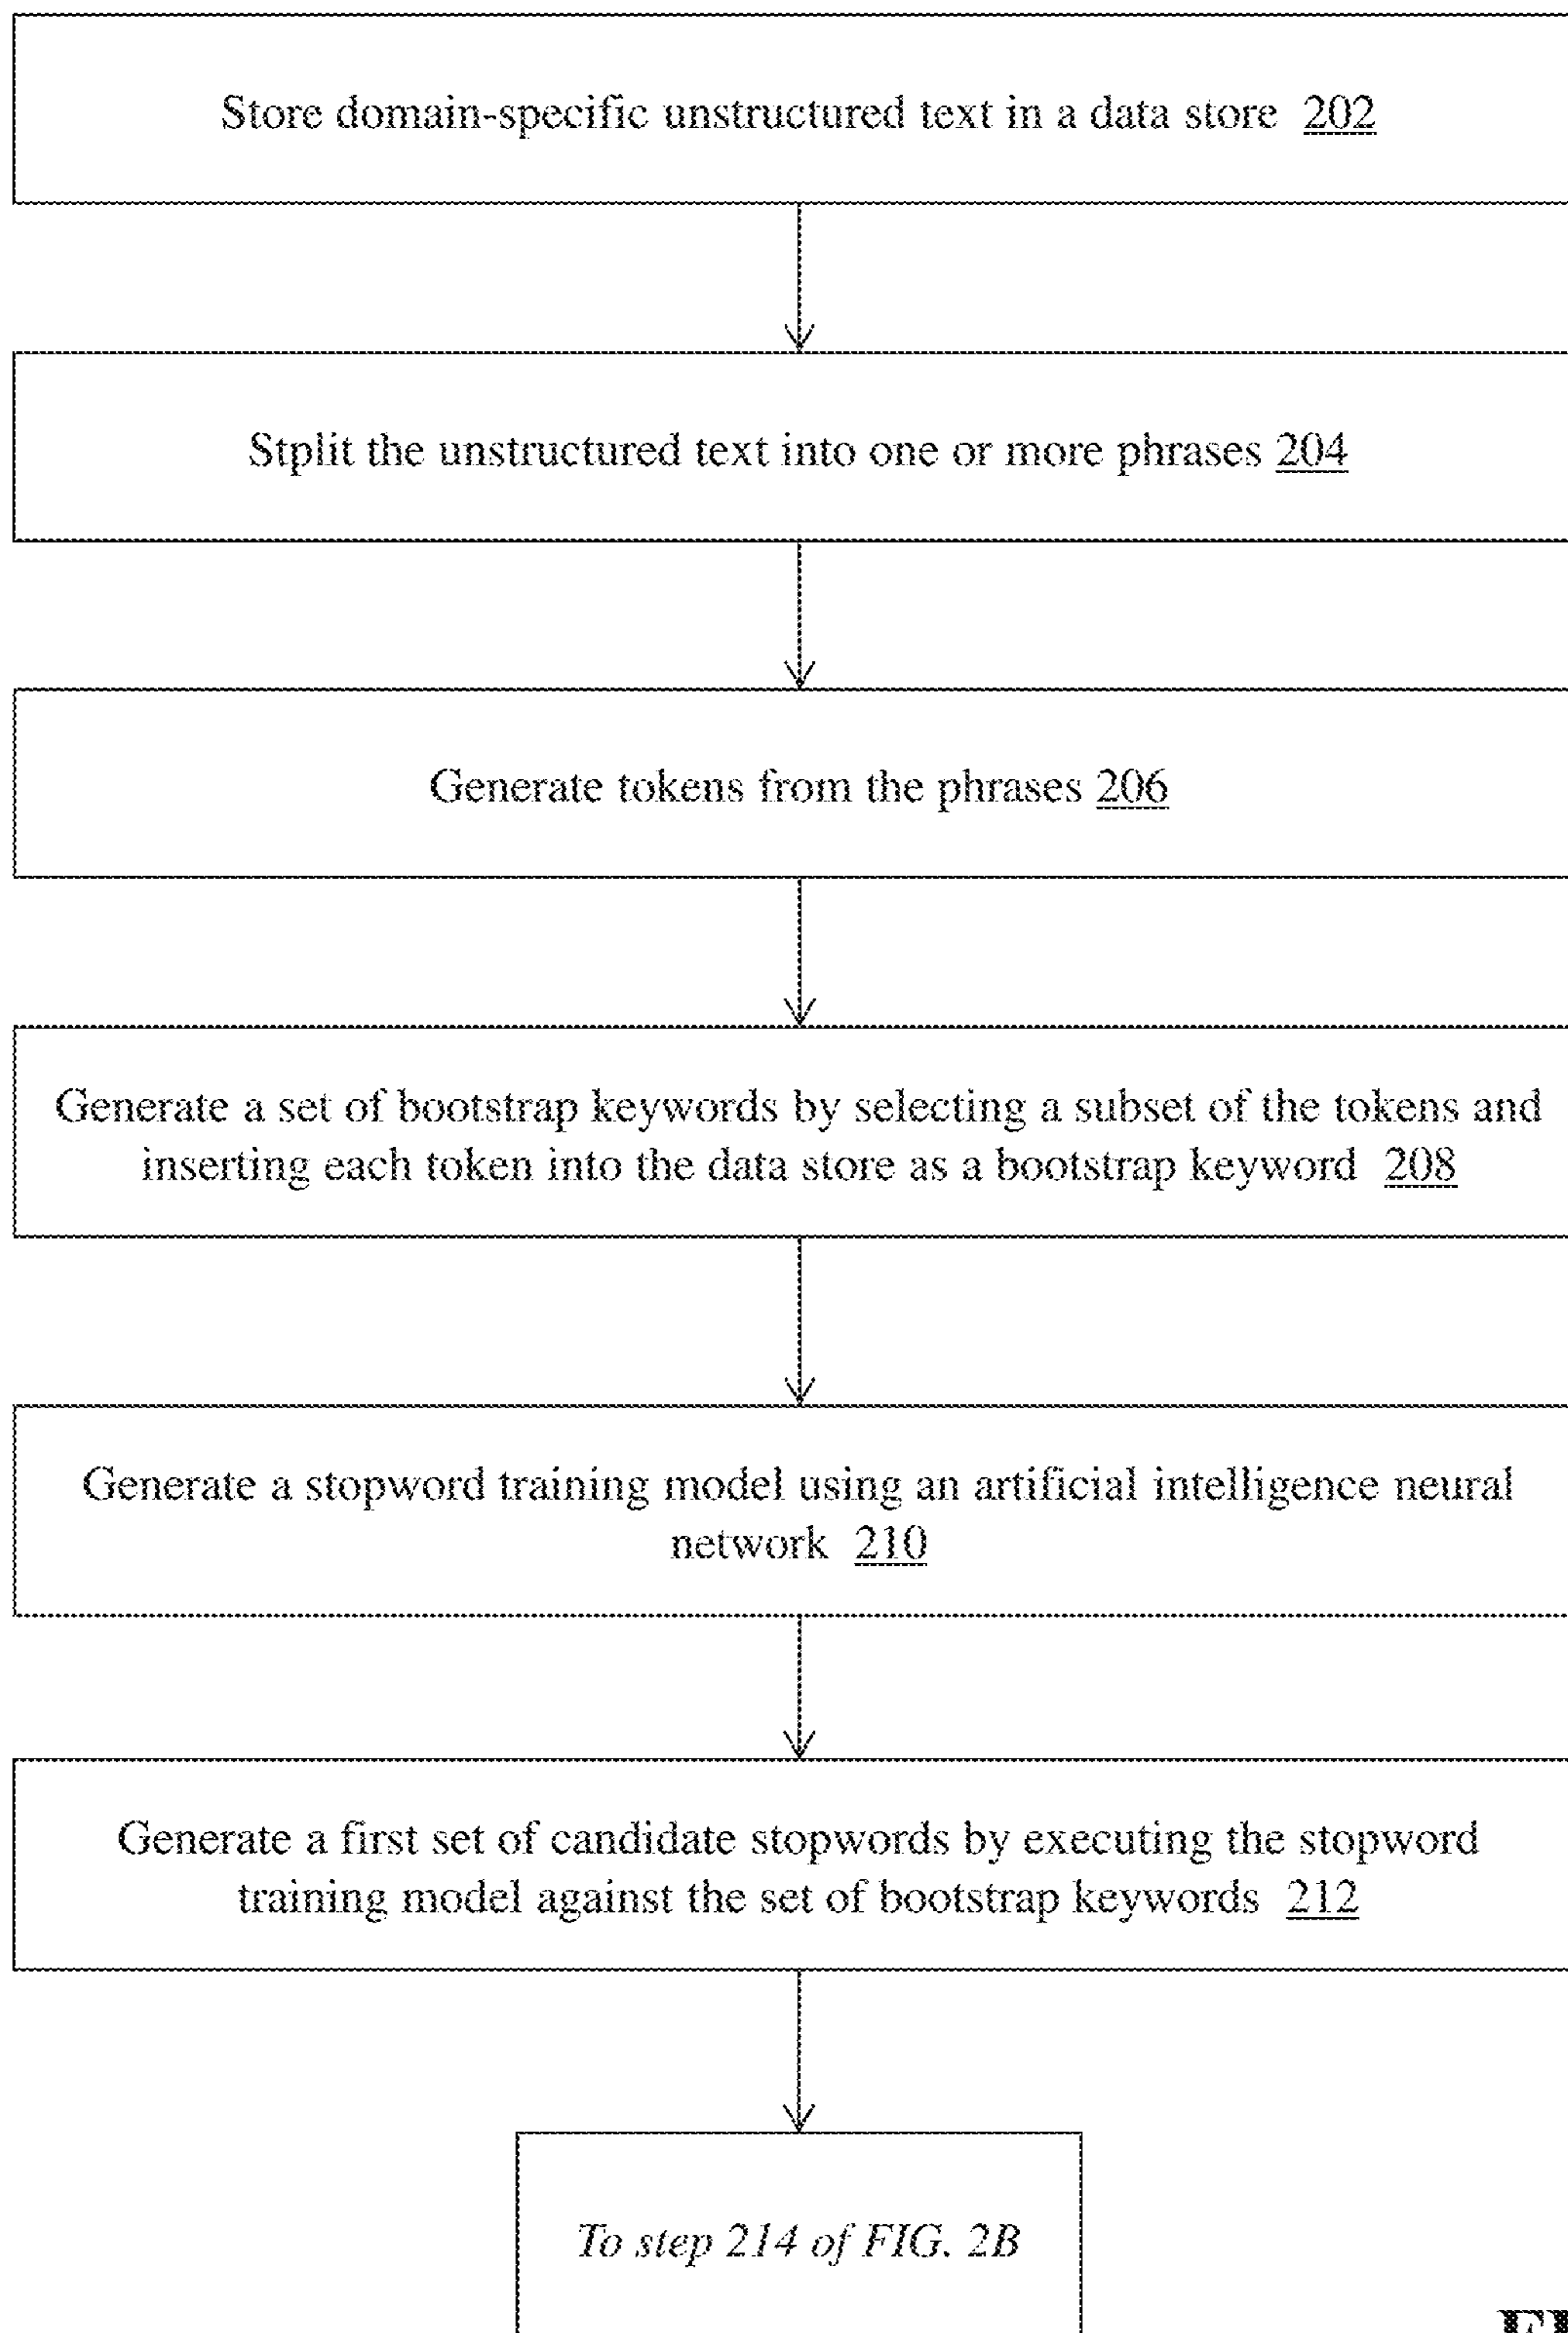 Store domain-specific unstructured text in a data store 202
Stplit the unstructured text into one or more phrases 204
Generate tokens from the phrases 206
Generate a set of bootstrap keywords by selecting a subset of the tokens and
inserting each token into the data store as a bootstrap keyword 208
Generate a stopword training model using an artificial intelligence neural
network 210
Generate a first set of candidate stopwords by executing the stopword
training model against the set of bootstrap keywords 212
To step 214 of FIG. 2B